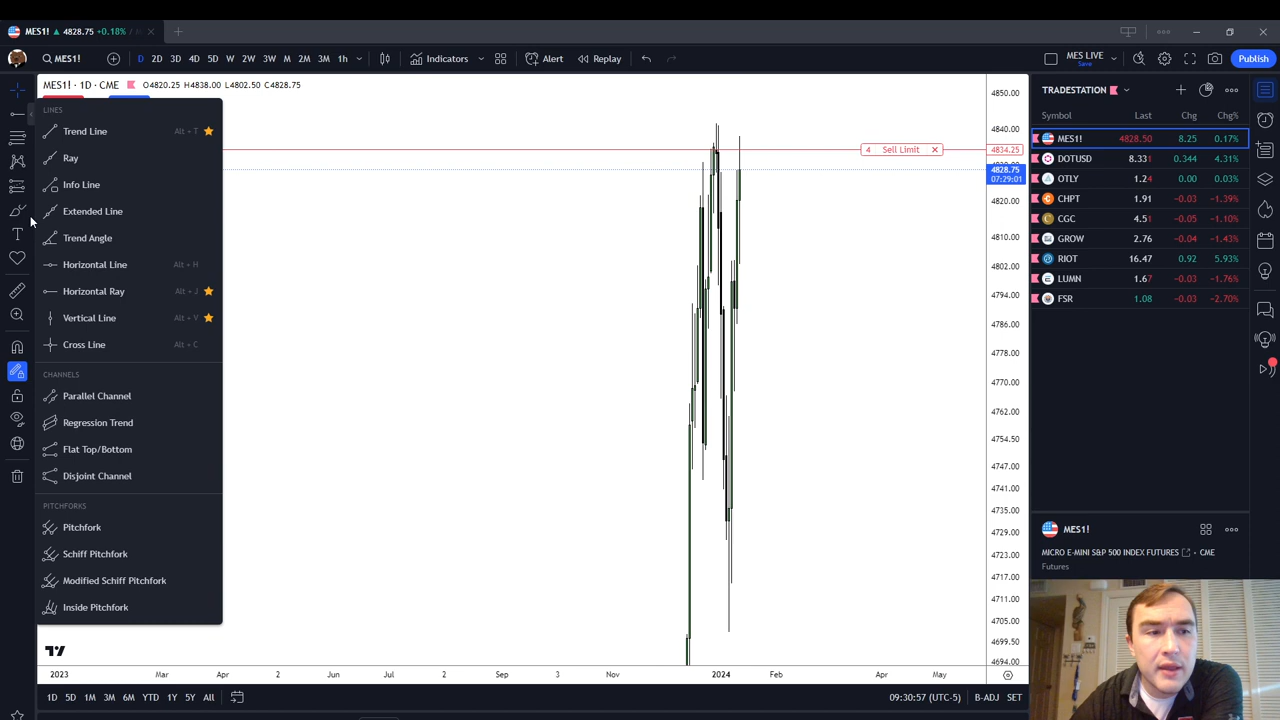 MES1! ▲ 4828.75 +0.18%
MES1! D 2D 3D 4D 5D W 2W 3W M 2M 3M 1h Indicators Alert Replay MES LIVE Save Publish
MES1! · 1D · CME O4820.25 H4838.00 L4802.50 C4828.75
LINES
Trend Line Alt + T
Ray
Info Line
Extended Line
Trend Angle
Horizontal Line Alt + H
Horizontal Ray Alt + J
Vertical Line Alt + V
Cross Line Alt + C
CHANNELS
Parallel Channel
Regression Trend
Flat Top/Bottom
Disjoint Channel
PITCHFORKS
Pitchfork
Schiff Pitchfork
Modified Schiff Pitchfork
Inside Pitchfork
4 Sell Limit
4850.00
4840.00
4834.25
4828.75
07:29:01
4820.00
4810.00
4802.00
4794.00
4786.00
4778.00
4770.00
4762.00
4754.50
4747.00
4741.00
4735.00
4729.00
4723.00
4717.00
4711.00
4705.00
4699.50
4694.00
2023 Mar Apr 2 Jun Jul 2 Sep 3 Nov 2024 Feb Apr May
1D 5D 1M 3M 6M YTD 1Y 5Y All 09:30:57 (UTC-5) B-ADJ SET
TRADESTATION
Symbol Last Chg Chg%
MES1! 4828.50 8.25 0.17%
DOTUSD 8.331 0.344 4.31%
OTLY 1.24 0.00 0.03%
CHPT 1.91 −0.03 −1.39%
CGC 4.51 −0.05 −1.10%
GROW 2.76 −0.04 −1.43%
RIOT 16.47 0.92 5.93%
LUMN 1.67 −0.03 −1.76%
FSR 1.08 −0.03 −2.70%
MES1!
MICRO E-MINI S&P 500 INDEX FUTURES · CME
Futures